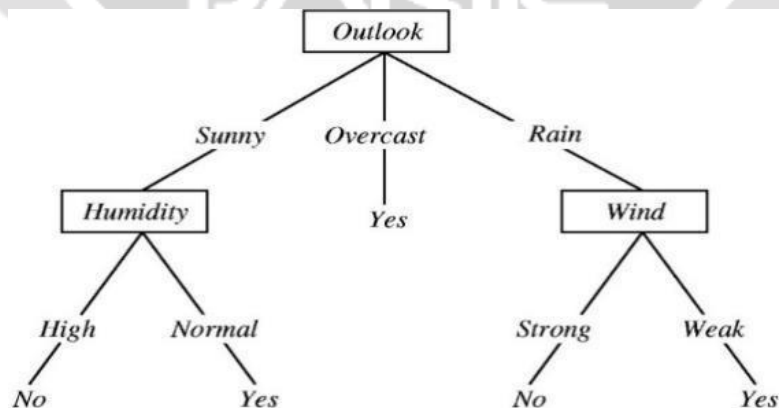 Outlook
Sunny Overcast Rain
Humidity Yes Wind
High Normal Strong Weak
No Yes No Yes